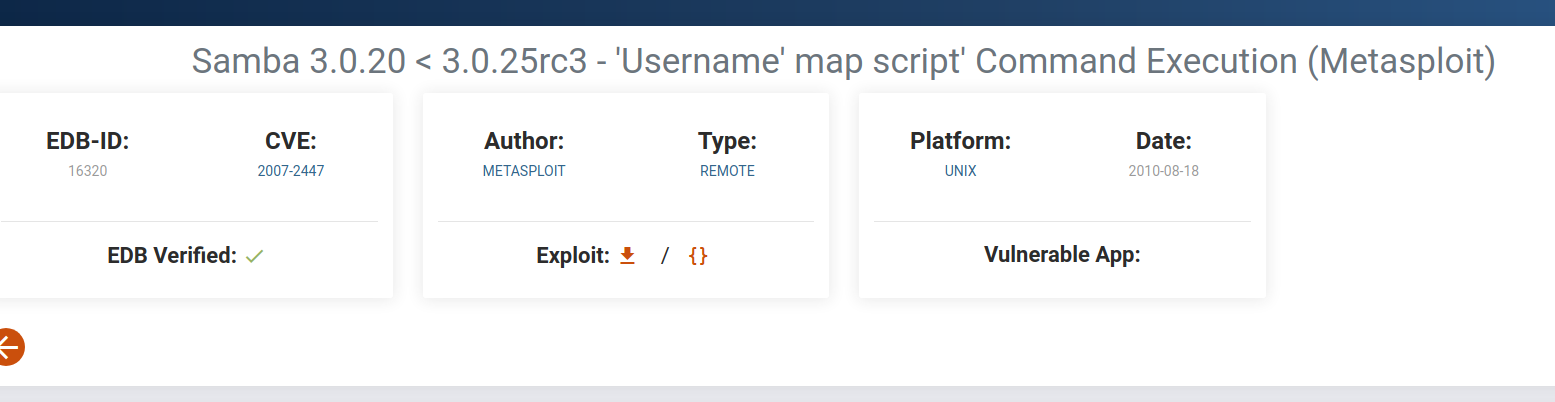 Samba 3.0.20 < 3.0.25rc3 - 'Username' map script' Command Execution (Metasploit)
EDB-ID:
16320
CVE:
2007-2447
EDB Verified:
Author:
METASPLOIT
Type:
REMOTE
Exploit: / {}
Platform:
UNIX
Date:
2010-08-18
Vulnerable App: